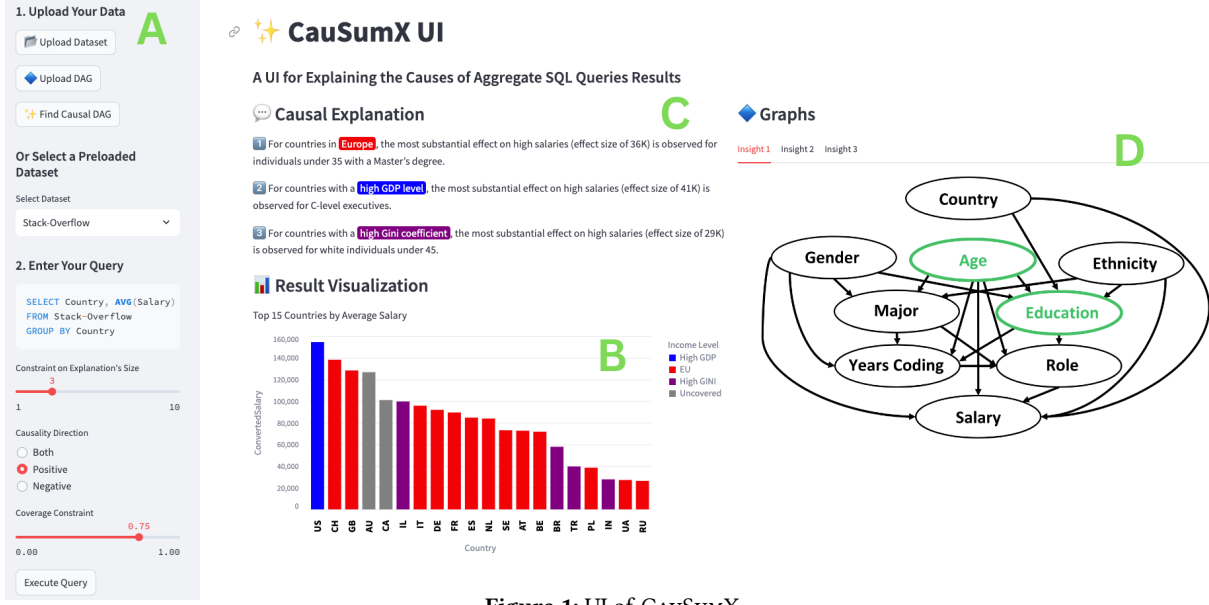 1. Upload Your Data
A
Upload Dataset
Upload DAG
Find Causal DAG
Or Select a Preloaded
Dataset
Select Dataset
Stack-Overflow
2. Enter Your Query
SELECT Country, AVG(Salary)
FROM Stack-Overflow
GROUP BY Country
Constraint on Explanation's Size
3
1 10
Causality Direction
Both
Positive
Negative
Coverage Constraint
0.75
0.00 1.00
Execute Query
CauSumX UI
A UI for Explaining the Causes of Aggregate SQL Queries Results
Causal Explanation
C
1 For countries in Europe, the most substantial effect on high salaries (effect size of 36K) is observed for
individuals under 35 with a Master's degree.
2 For countries with a high GDP level, the most substantial effect on high salaries (effect size of 41K) is
observed for C-level executives.
3 For countries with a high Gini coefficient, the most substantial effect on high salaries (effect size of 29K)
is observed for white individuals under 45.
Result Visualization
Top 15 Countries by Average Salary
B
ConvertedSalary
160,000
140,000
120,000
100,000
80,000
60,000
40,000
20,000
0
US CH GB AU CA IL IT DE FR ES NL SE AT BE BR TR PL IN UA RU
Country
Income Level
High GDP
EU
High GINI
Uncovered
Graphs
Insight 1 Insight 2 Insight 3
D
Country
Gender Age Ethnicity
Major Education
Years Coding Role
Salary
Figure 1: UI of CauSumX